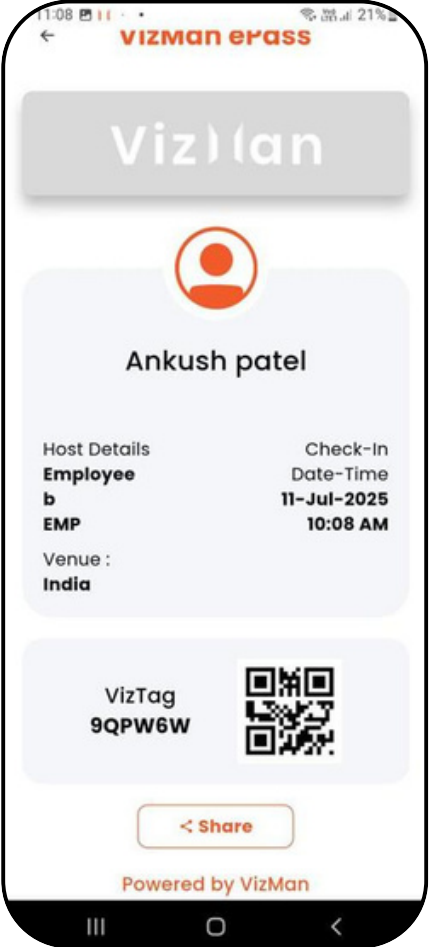 11:08 21%
VizMan ePass
VizMan
Ankush patel
Host Details
Employee
b
EMP
Venue :
India
Check-In
Date-Time
11-Jul-2025
10:08 AM
VizTag
9QPW6W
Share
Powered by VizMan